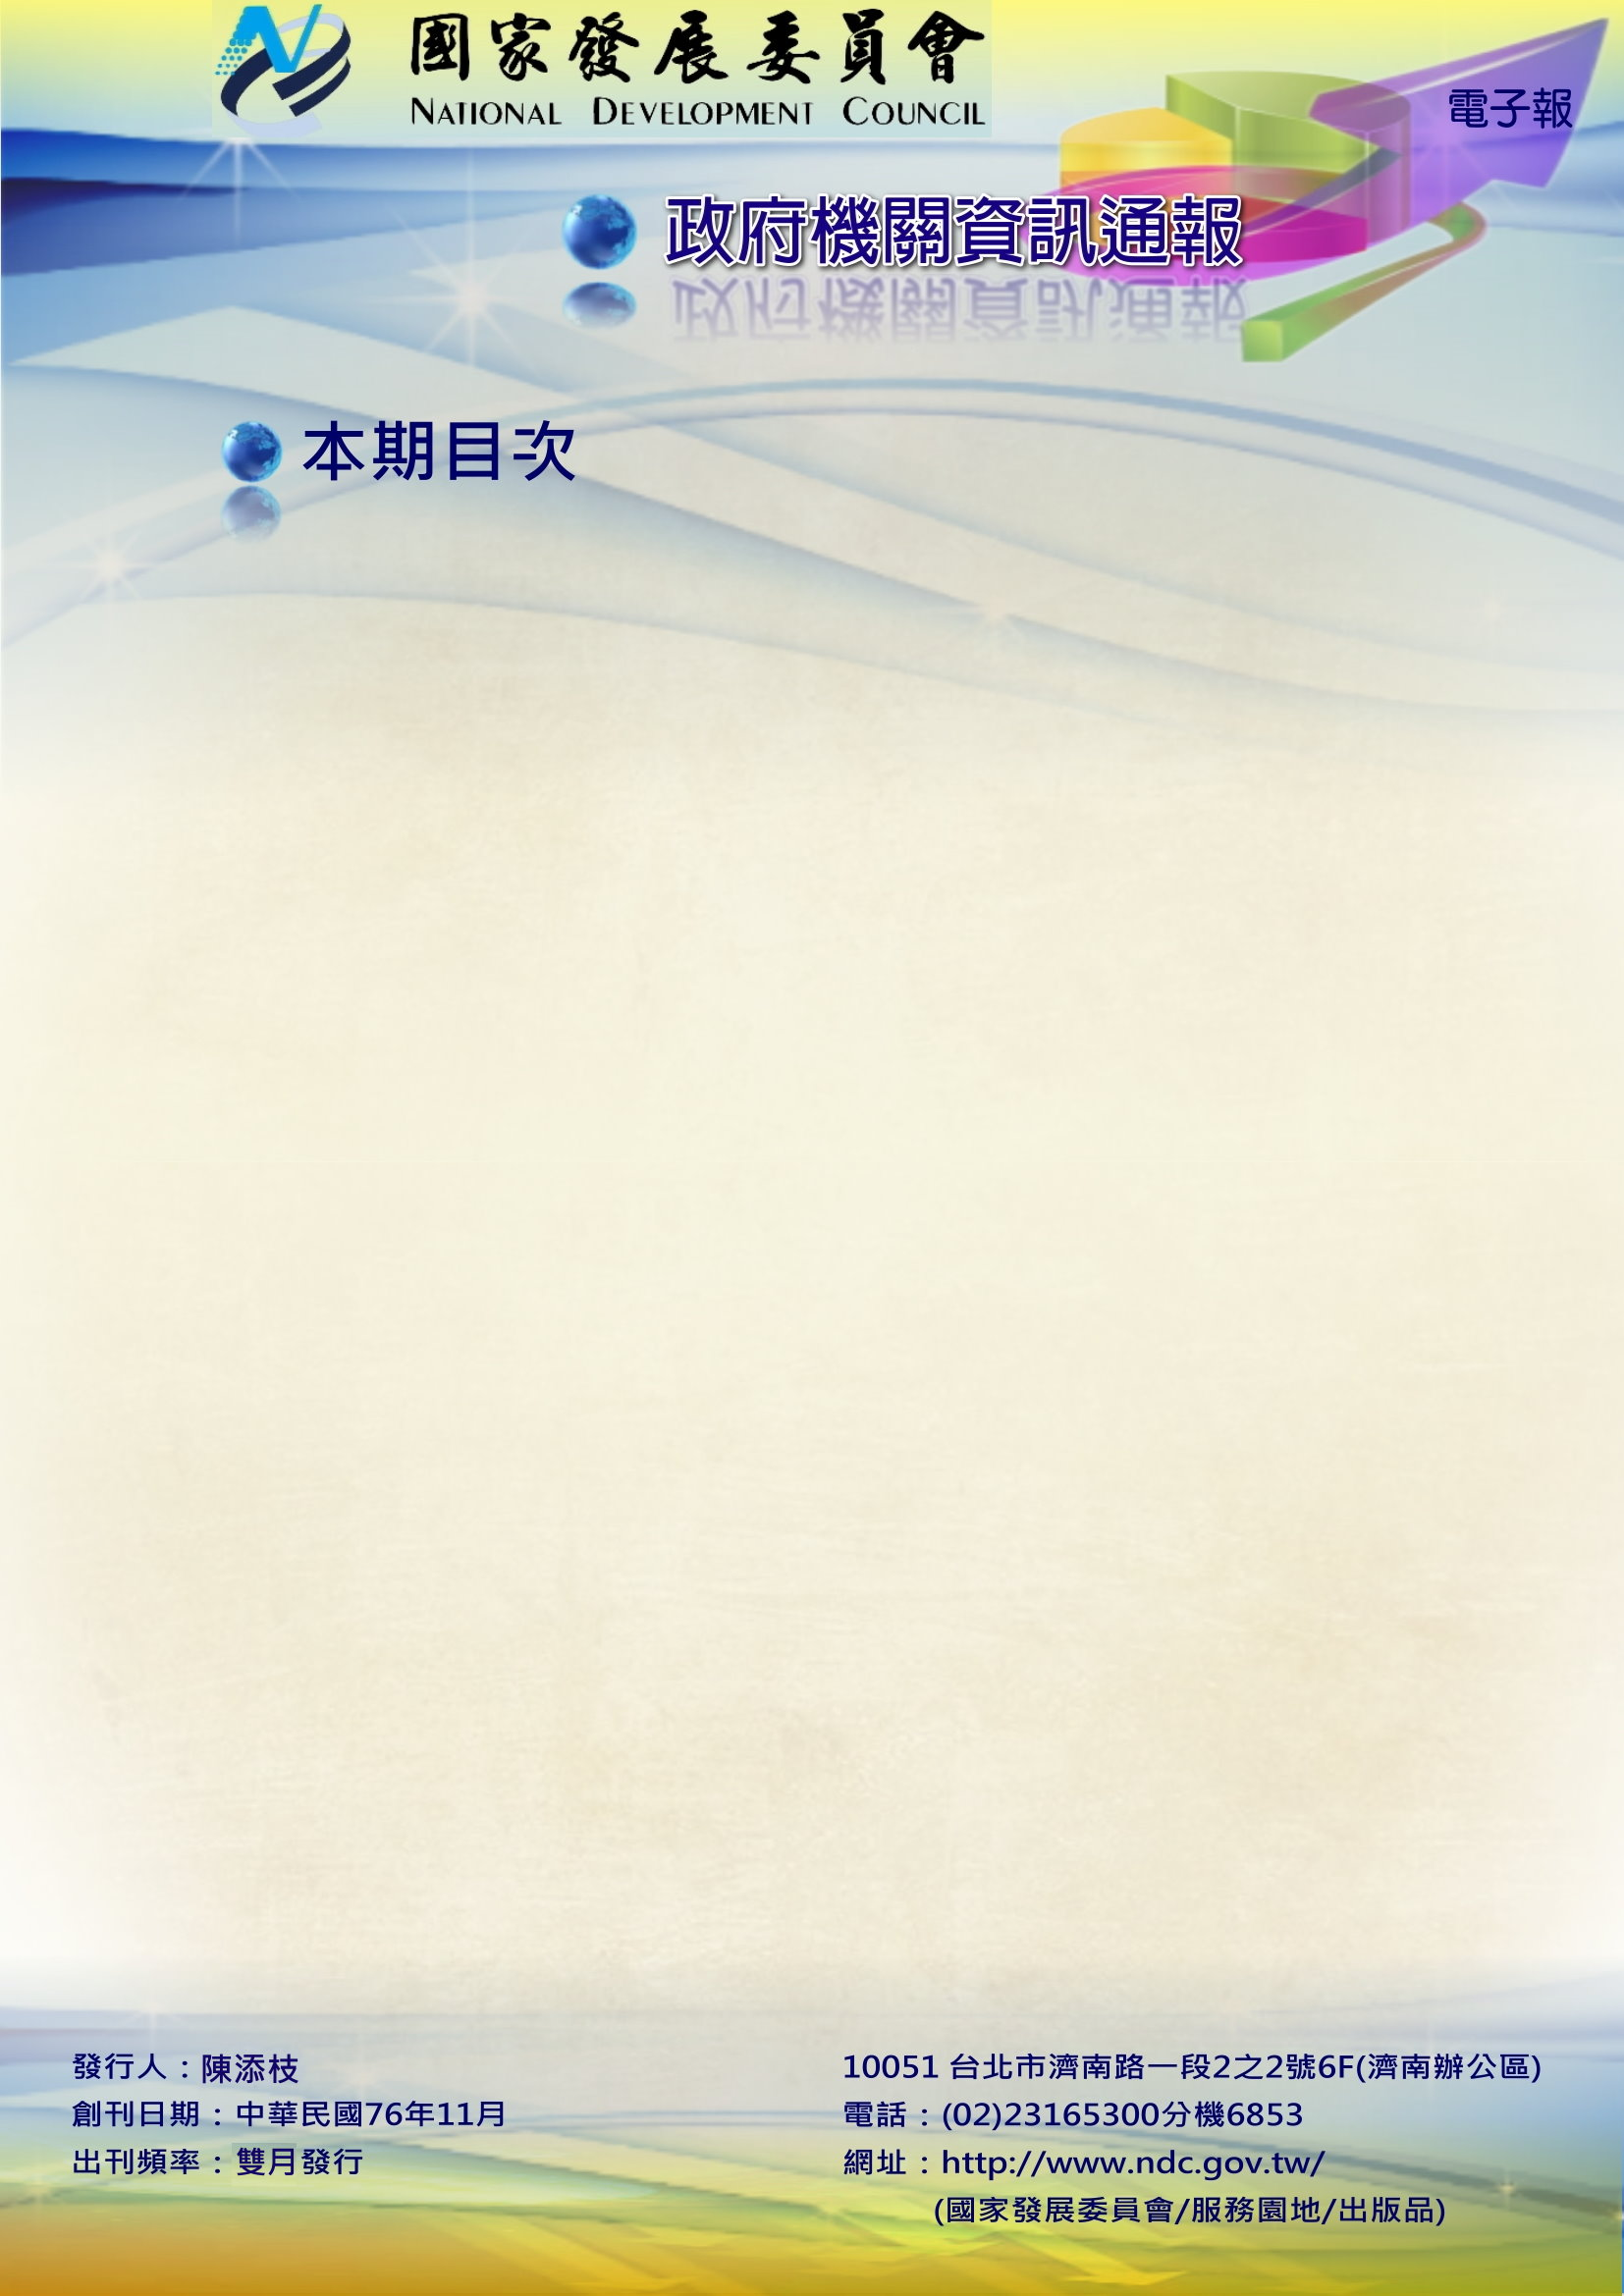 國家發展委員會
NATIONAL DEVELOPMENT COUNCIL
電子報
政府機關資訊通報
本期目次
發行人：陳添枝
創刊日期：中華民國76年11月
出刊頻率：雙月發行
10051 台北市濟南路一段2之2號6F(濟南辦公區)
電話：(02)23165300分機6853
網址：http://www.ndc.gov.tw/
(國家發展委員會/服務園地/出版品)